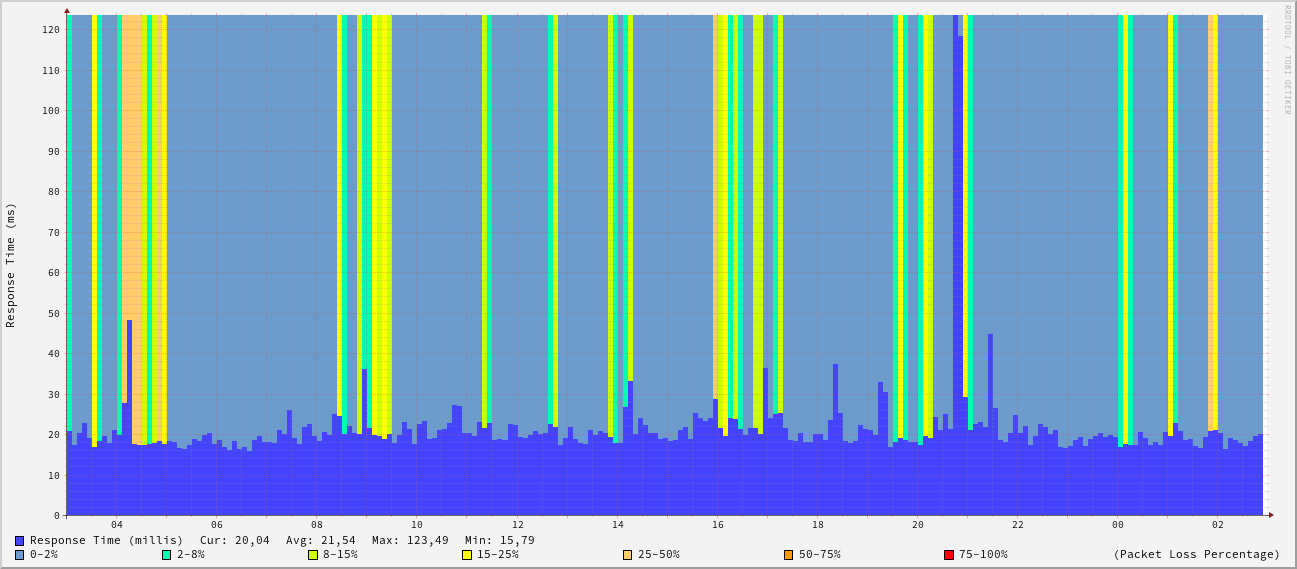 RRDTOOL / TOBI OETIKER
Response Time (ms)
120
110
100
90
80
70
60
50
40
30
20
10
0
04 06 08 10 12 14 16 18 20 22 00 02
Response Time (millis) Cur: 20,04 Avg: 21,54 Max: 123,49 Min: 15,79
0-2% 2-8% 8-15% 15-25% 25-50% 50-75% 75-100% (Packet Loss Percentage)